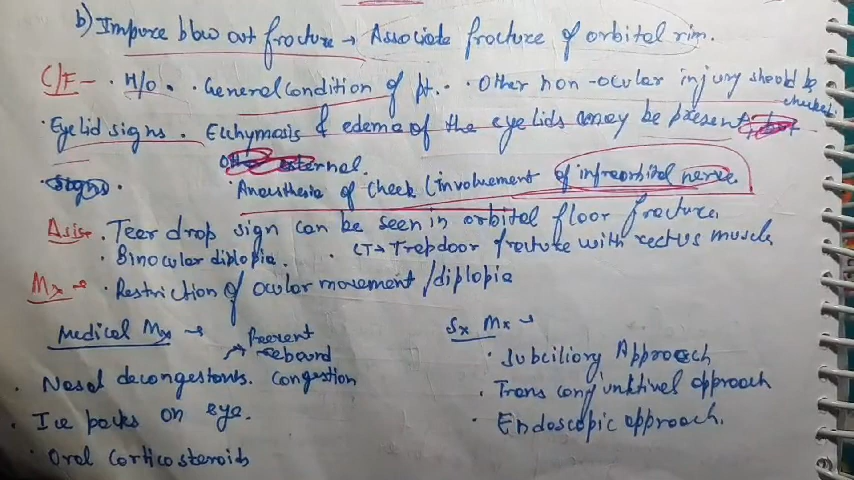 b) Impure blow out fracture → Associate fracture of orbital rim.
C/F - • H/O. • General condition of pt. • Other non-ocular injury should be checked.
• Eyelid signs. Echymosis & edema of the eyelids may be present
external.
• Signs. • Anaesthesia of cheek (involvement of infraorbital nerve.
• Tear drop sign can be seen in orbital floor fracture.
• Binocular diplopia. • CT → Trapdoor fracture with rectus muscle
Mx → • Restriction of ocular movement / diplopia
Medical Mx → Sx Mx →
→ Prevent rebound congestion
• Subciliory Approach
• Nasal decongestants.
• Trans conjunktivel approach
• Ice packs on eye.
• Endoscopic approach.
• Oral corticosteroids